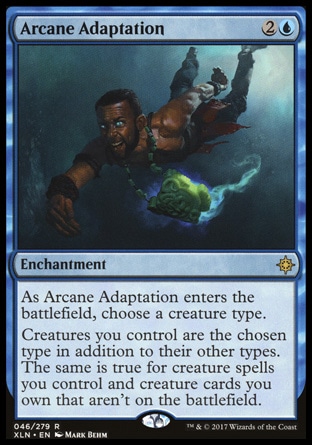 Arcane Adaptation 2
Enchantment
As Arcane Adaptation enters the
battlefield, choose a creature type.
Creatures you control are the chosen
type in addition to their other types.
The same is true for creature spells
you control and creature cards you
own that aren't on the battlefield.
046/279 R
XLN • EN MARK BEHM
™ & © 2017 Wizards of the Coast